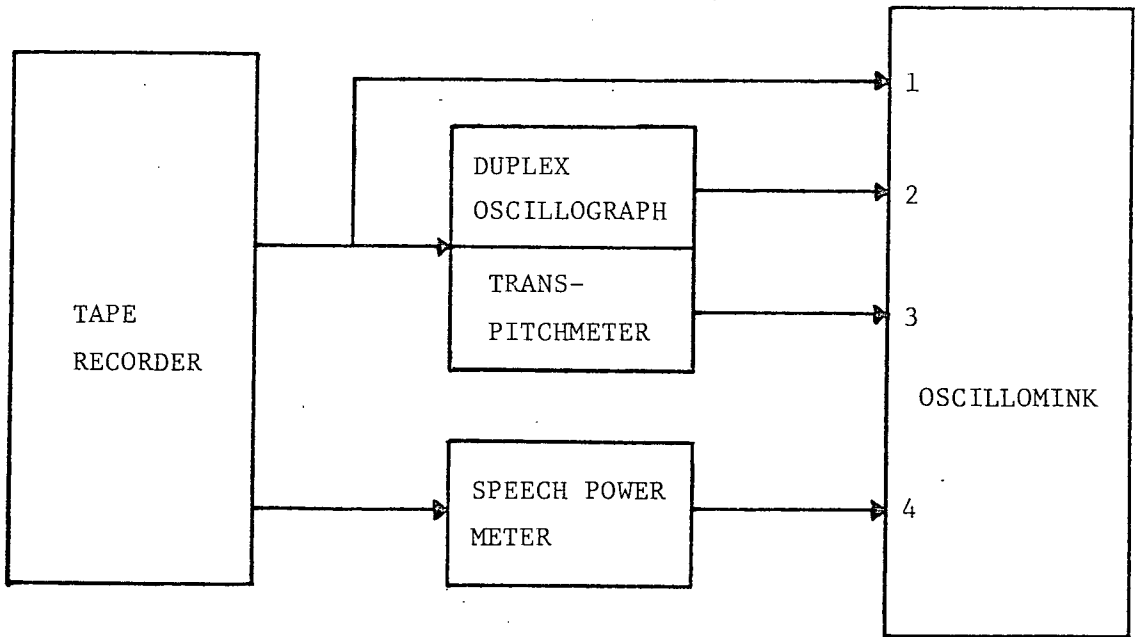 TAPE
RECORDER
DUPLEX
OSCILLOGRAPH
TRANS-
PITCHMETER
SPEECH POWER
METER
1
2
3
4
OSCILLOMINK